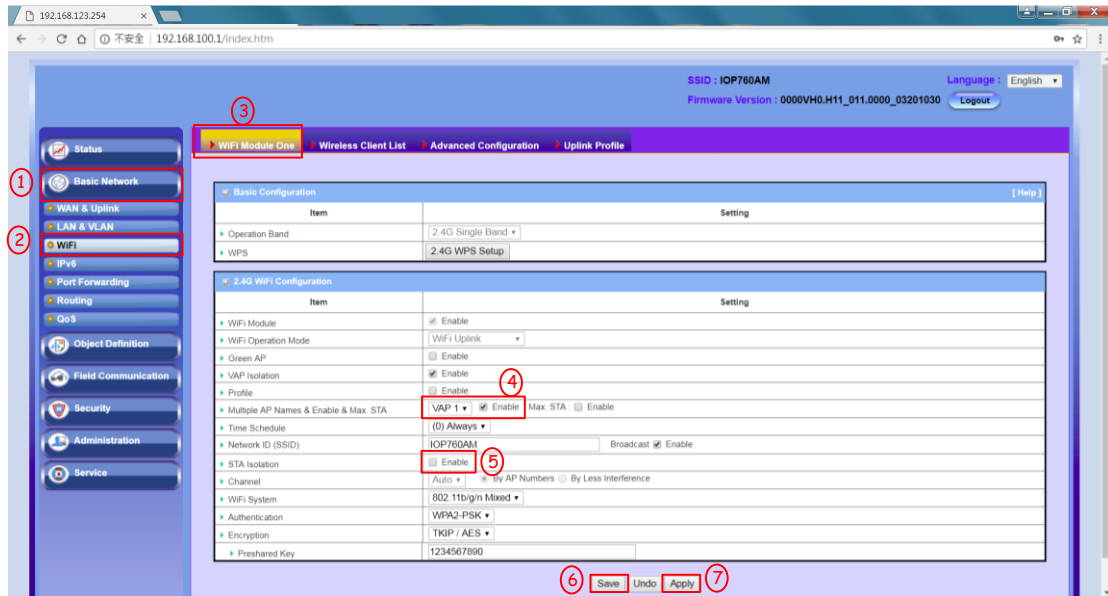 192.168.123.254
不安全 | 192.168.100.1/index.htm
SSID : IOP760AM
Language : English
Firmware Version : 0000VH0.H11_011.0000_03201030
Logout
3
WiFi Module One
Wireless Client List
Advanced Configuration
Uplink Profile
Status
1
Basic Network
WAN & Uplink
LAN & VLAN
2
WiFi
IPv6
Port Forwarding
Routing
QoS
Object Definition
Field Communication
Security
Administration
Service
Basic Configuration
[ Help ]
Item Setting
Operation Band 2.4G Single Band
WPS 2.4G WPS Setup
2.4G WiFi Configuration
Item Setting
WiFi Module Enable
WiFi Operation Mode WiFi Uplink
Green AP Enable
VAP Isolation Enable
Profile Enable
4
Multiple AP Names & Enable & Max. STA VAP 1 Enable Max. STA : Enable
Time Schedule (0) Always
Network ID (SSID) IOP760AM Broadcast Enable
STA Isolation Enable 5
Channel Auto By AP Numbers By Less Interference
WiFi System 802.11b/g/n Mixed
Authentication WPA2-PSK
Encryption TKIP / AES
Preshared Key 1234567890
6 Save Undo Apply 7